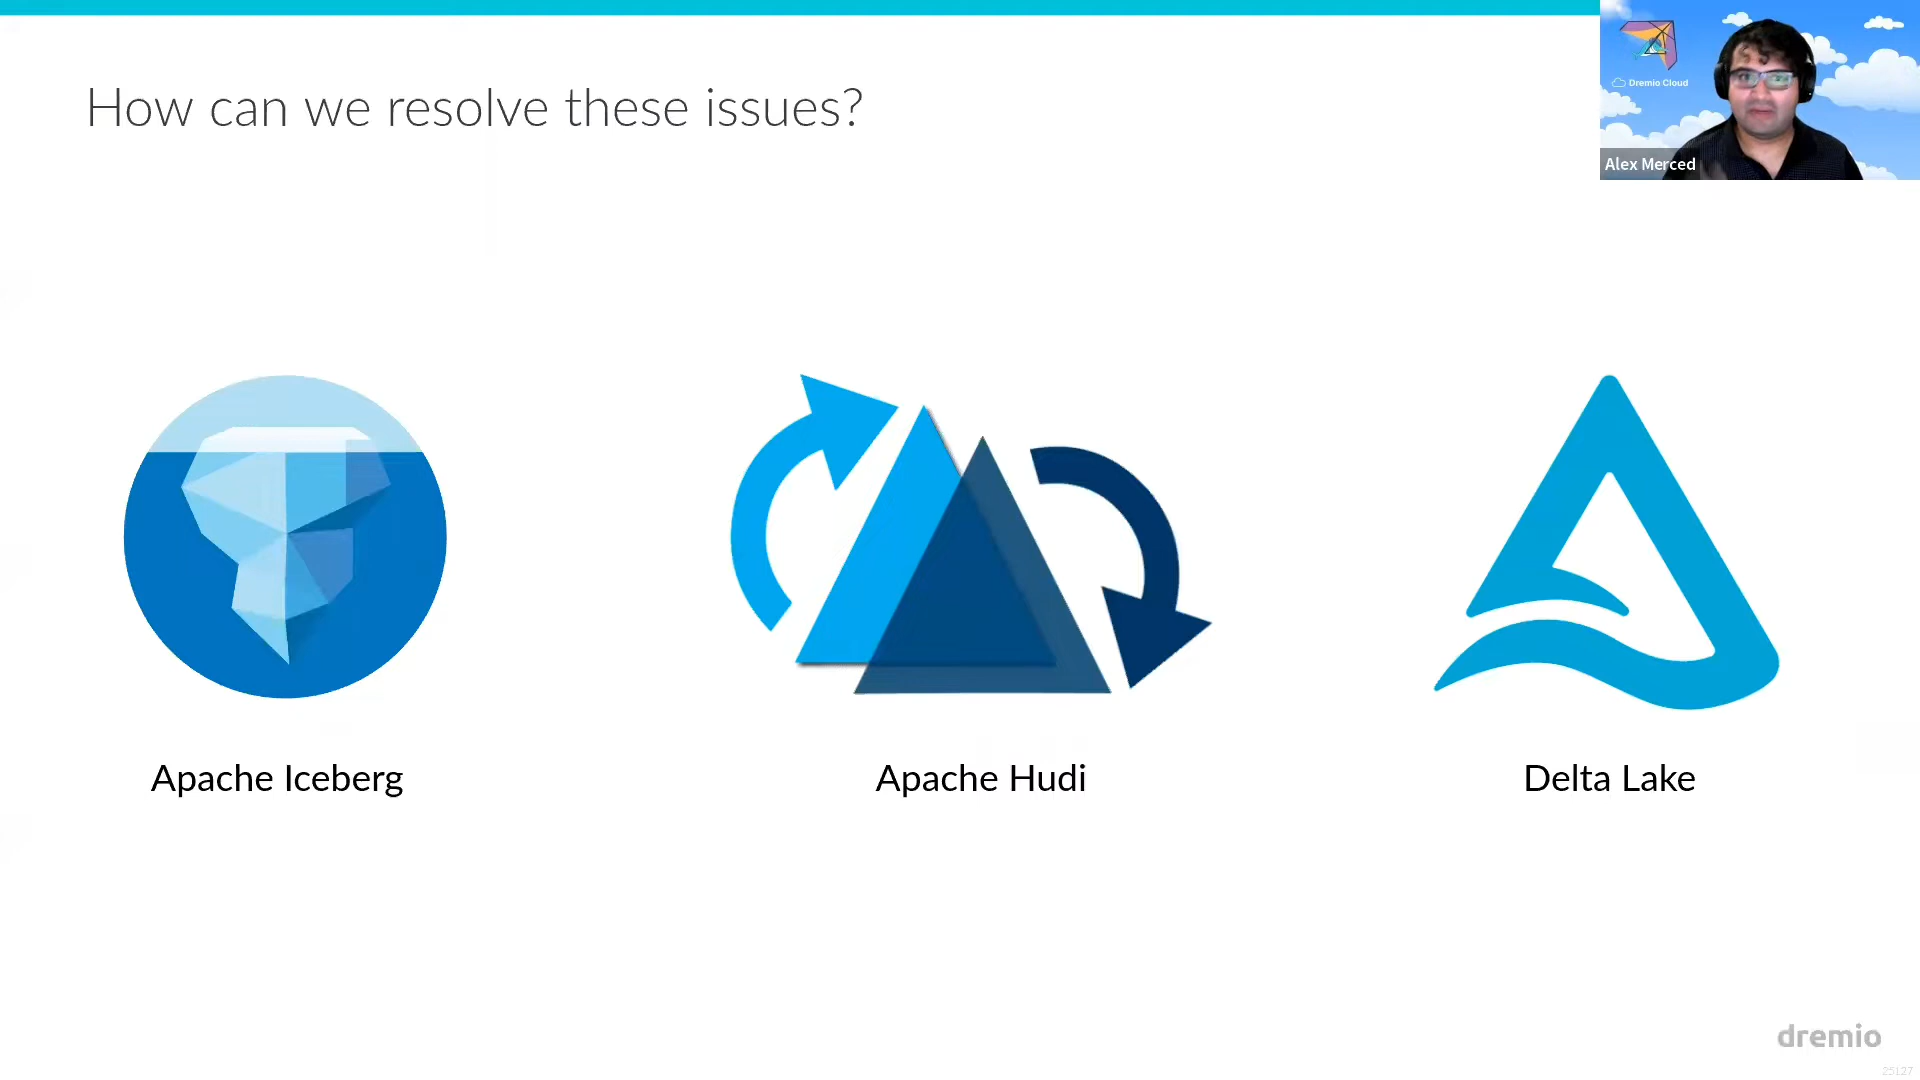 How can we resolve these issues?
Dremio Cloud
Alex Merced
Apache Iceberg
Apache Hudi
Delta Lake
dremio